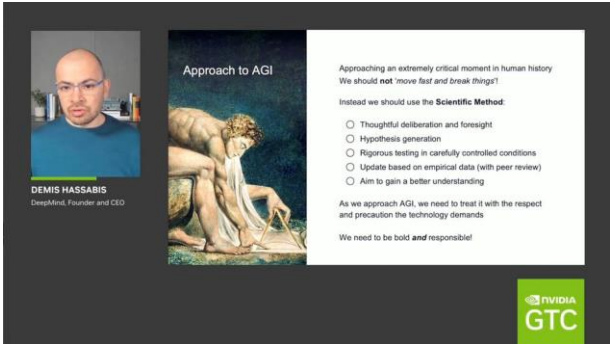 Approach to AGI
Approaching an extremely critical moment in human history
We should not 'move fast and break things'!
Instead we should use the Scientific Method:
Thoughtful deliberation and foresight
Hypothesis generation
Rigorous testing in carefully controlled conditions
Update based on empirical data (with peer review)
Aim to gain a better understanding
As we approach AGI, we need to treat it with the respect
and precaution the technology demands
We need to be bold and responsible!
DEMIS HASSABIS
DeepMind, Founder and CEO
NVIDIA
GTC